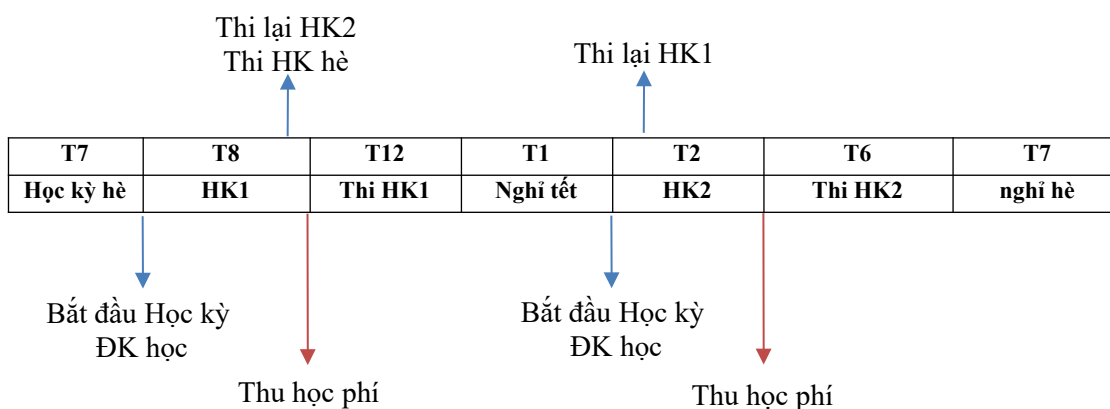 Thi lại HK2
Thi HK hè
Thi lại HK1
T7 T8 T12 T1 T2 T6 T7
Học kỳ hè HK1 Thi HK1 Nghỉ tết HK2 Thi HK2 nghỉ hè
Bắt đầu Học kỳ
ĐK học
Bắt đầu Học kỳ
ĐK học
Thu học phí
Thu học phí